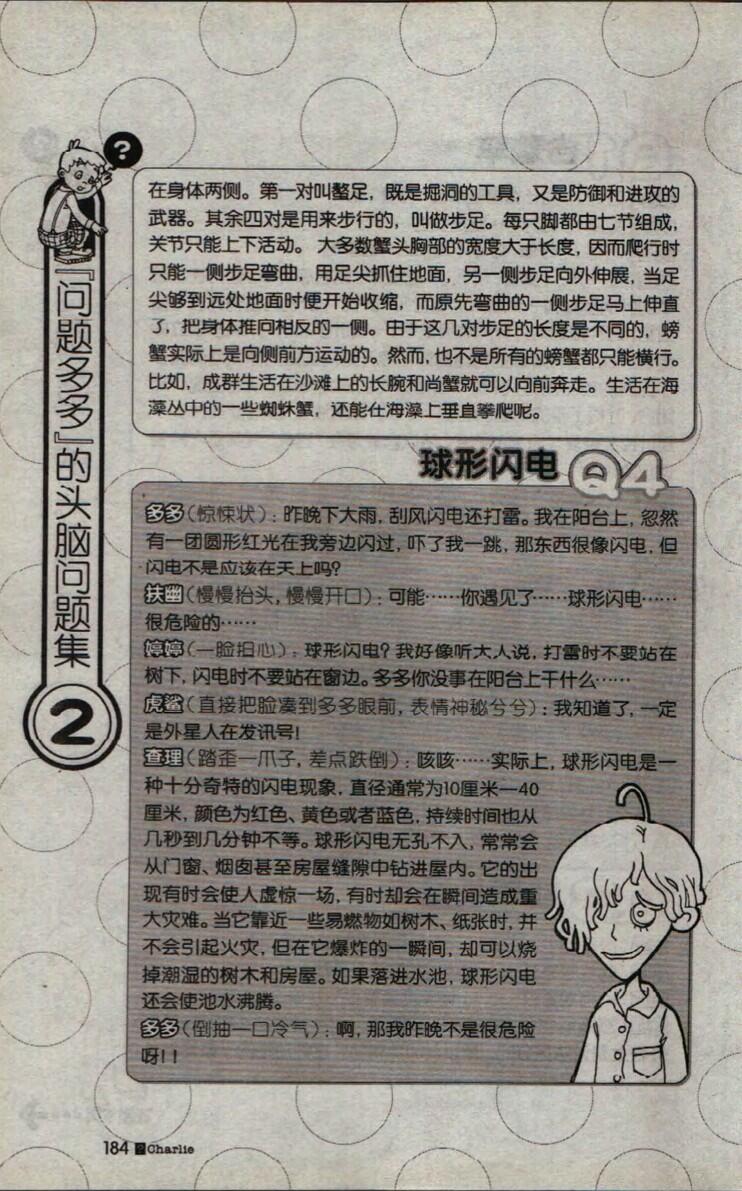 ?
『问题多多』的头脑问题集
2
在身体两侧。第一对叫螯足，既是掘洞的工具，又是防御和进攻的
武器。其余四对是用来步行的，叫做步足。每只脚都由七节组成，
关节只能上下活动。 大多数蟹头胸部的宽度大于长度，因而爬行时
只能一侧步足弯曲，用足尖抓住地面，另一侧步足向外伸展，当足
尖够到远处地面时便开始收缩，而原先弯曲的一侧步足马上伸直
了，把身体推向相反的一侧。由于这几对步足的长度是不同的，螃
蟹实际上是向侧前方运动的。然而，也不是所有的螃蟹都只能横行。
比如，成群生活在沙滩上的长腕和尚蟹就可以向前奔走。生活在海
藻丛中的一些蜘蛛蟹，还能在海藻上垂直攀爬呢。
球形闪电 Q4
多多（惊悚状）：昨晚下大雨，刮风闪电还打雷。我在阳台上，忽然
有一团圆形红光在我旁边闪过，吓了我一跳，那东西很像闪电，但
闪电不是应该在天上吗？
扶幽（慢慢抬头，慢慢开口）：可能……你遇见了……球形闪电……
很危险的……
婷婷（一脸担心）：球形闪电？我好像听大人说，打雷时不要站在
树下，闪电时不要站在窗边。多多你没事在阳台上干什么……
虎鲨（直接把脸凑到多多眼前，表情神秘兮兮）：我知道了，一定
是外星人在发讯号！
查理（踏歪一爪子，差点跌倒）：咳咳……实际上，球形闪电是一
种十分奇特的闪电现象，直径通常为10厘米—40
厘米，颜色为红色、黄色或者蓝色，持续时间也从
几秒到几分钟不等。球形闪电无孔不入，常常会
从门窗、烟囱甚至房屋缝隙中钻进屋内。它的出
现有时会使人虚惊一场，有时却会在瞬间造成重
大灾难。当它靠近一些易燃物如树木、纸张时，并
不会引起火灾，但在它爆炸的一瞬间，却可以烧
掉潮湿的树木和房屋。如果落进水池，球形闪电
还会使池水沸腾。
多多（倒抽一口冷气）：啊，那我昨晚不是很危险
呀！！
184 Charlie